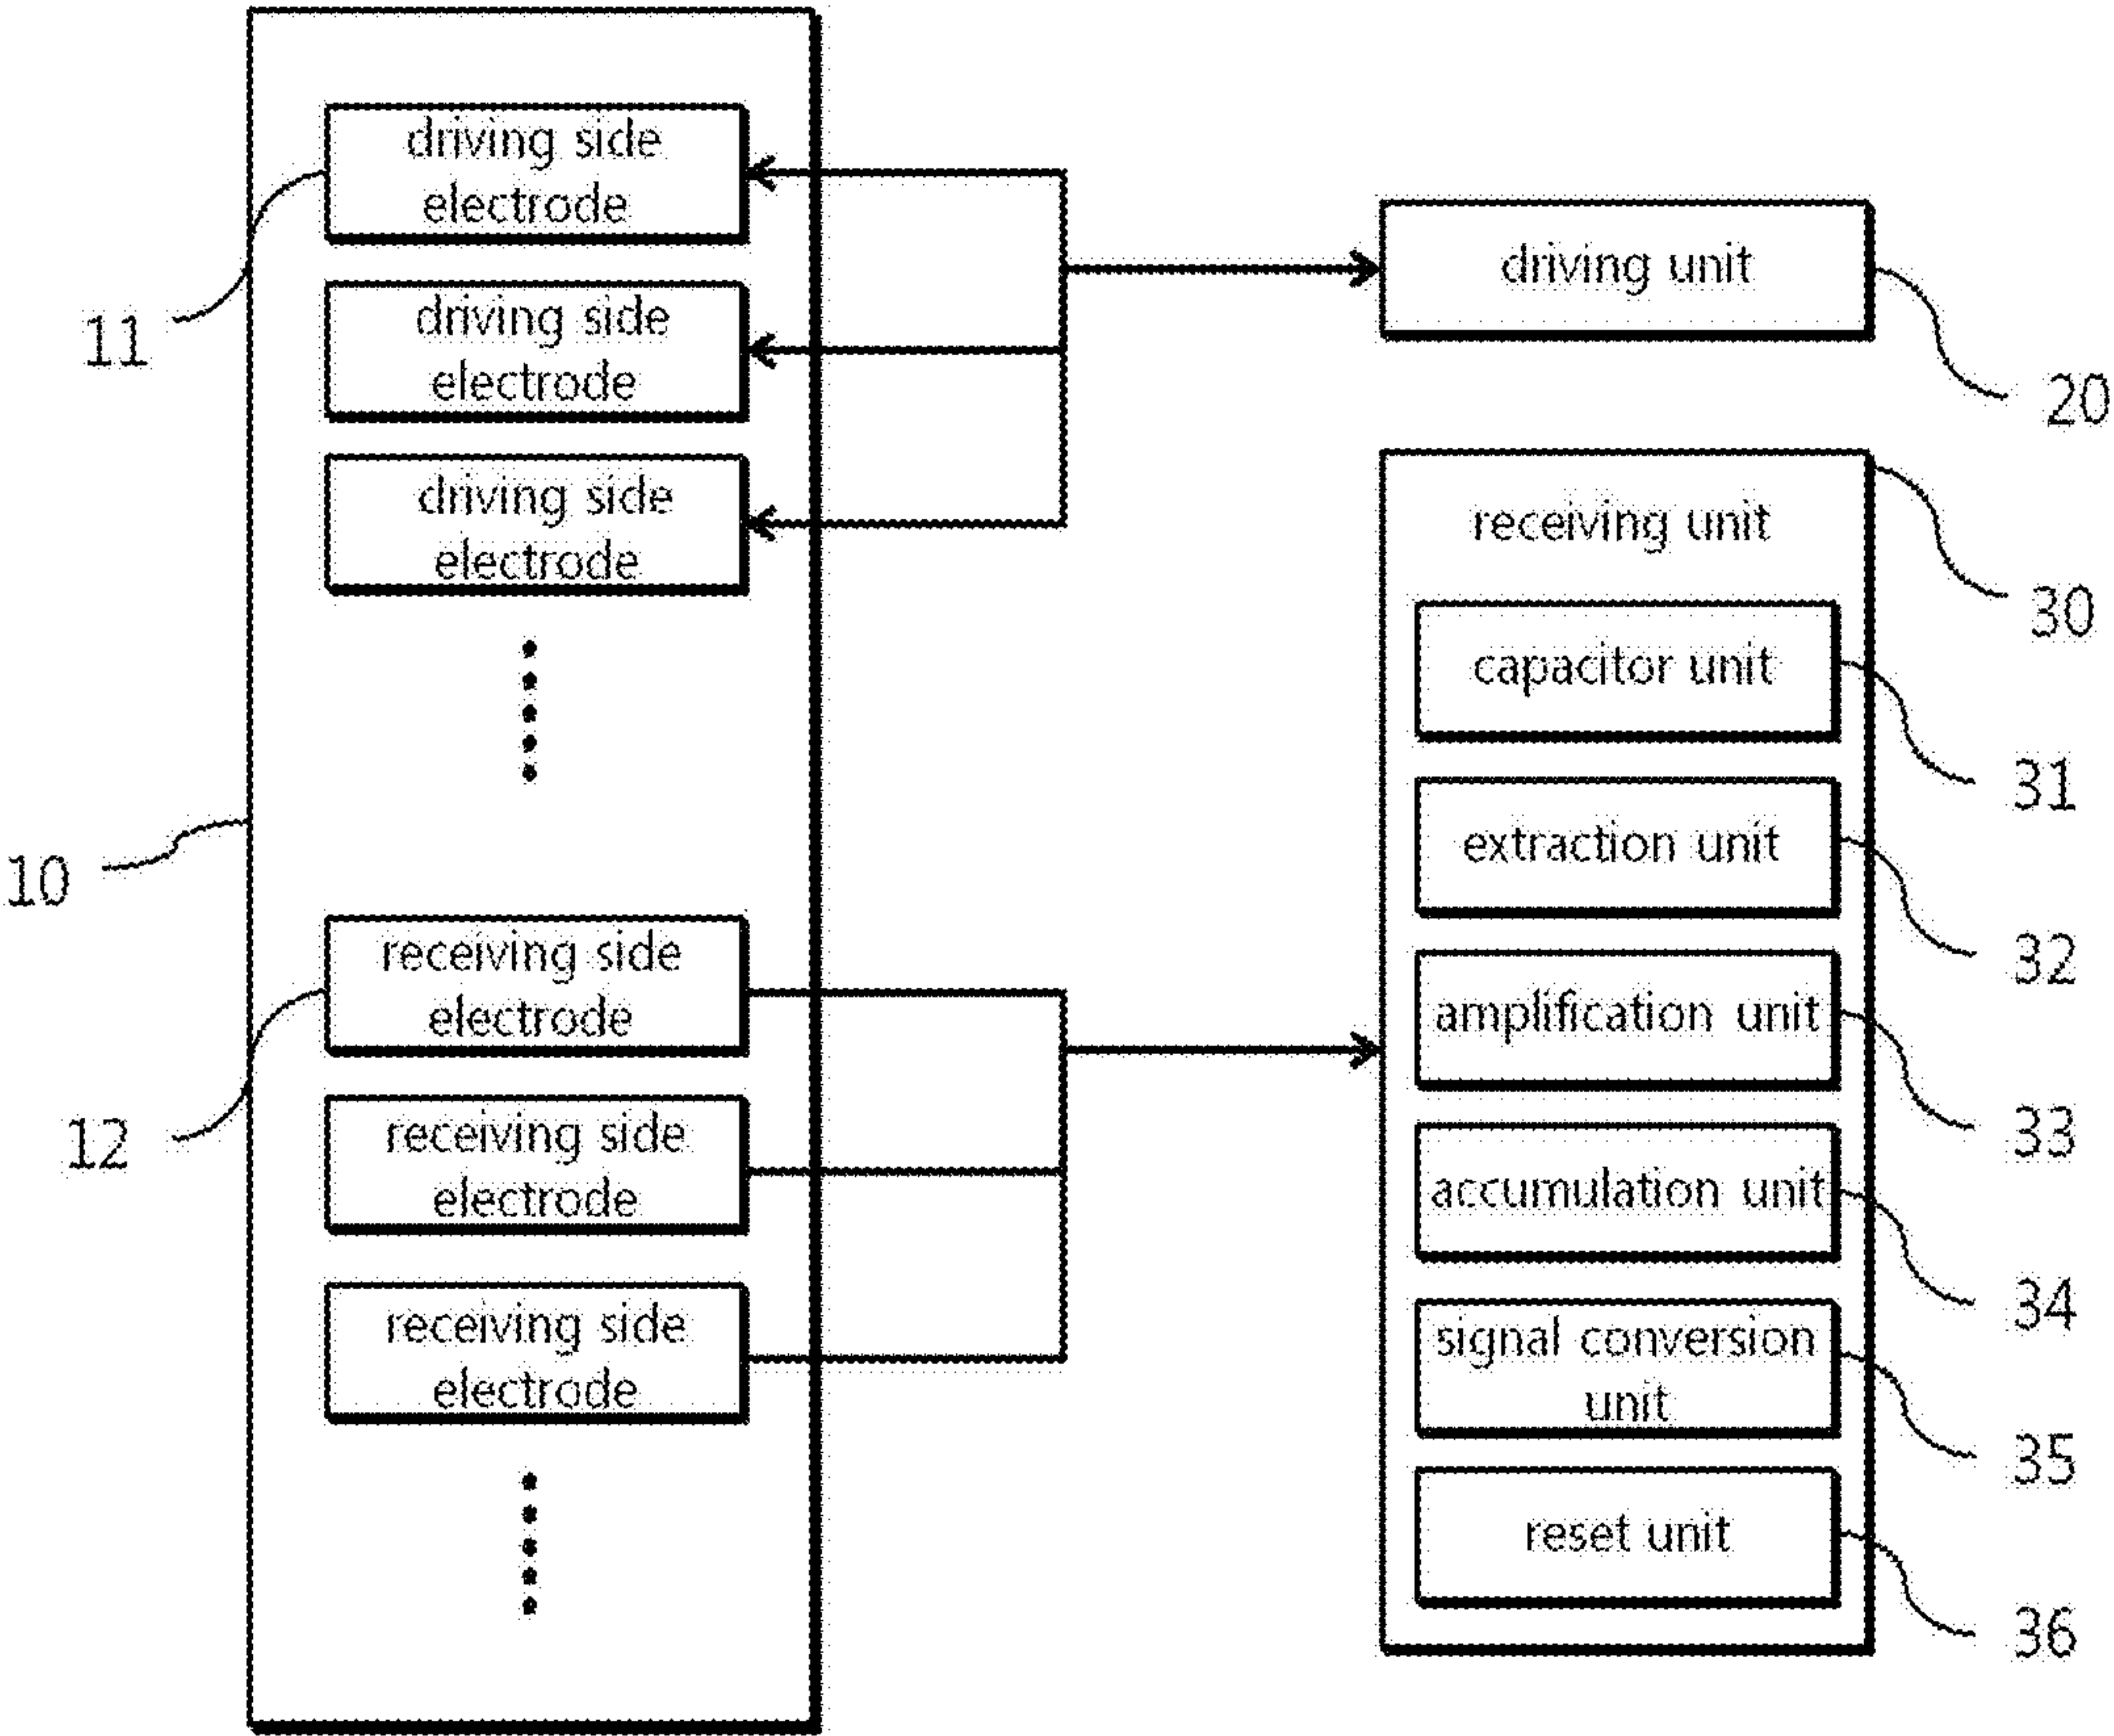 driving side
electrode
11
driving side
electrode
driving side
electrode
10
receiving side
electrode
12
receiving side
electrode
receiving side
electrode
driving unit
20
receiving unit
30
capacitor unit
31
extraction unit
32
amplification unit
33
accumulation unit
34
signal conversion
unit
35
reset unit
36